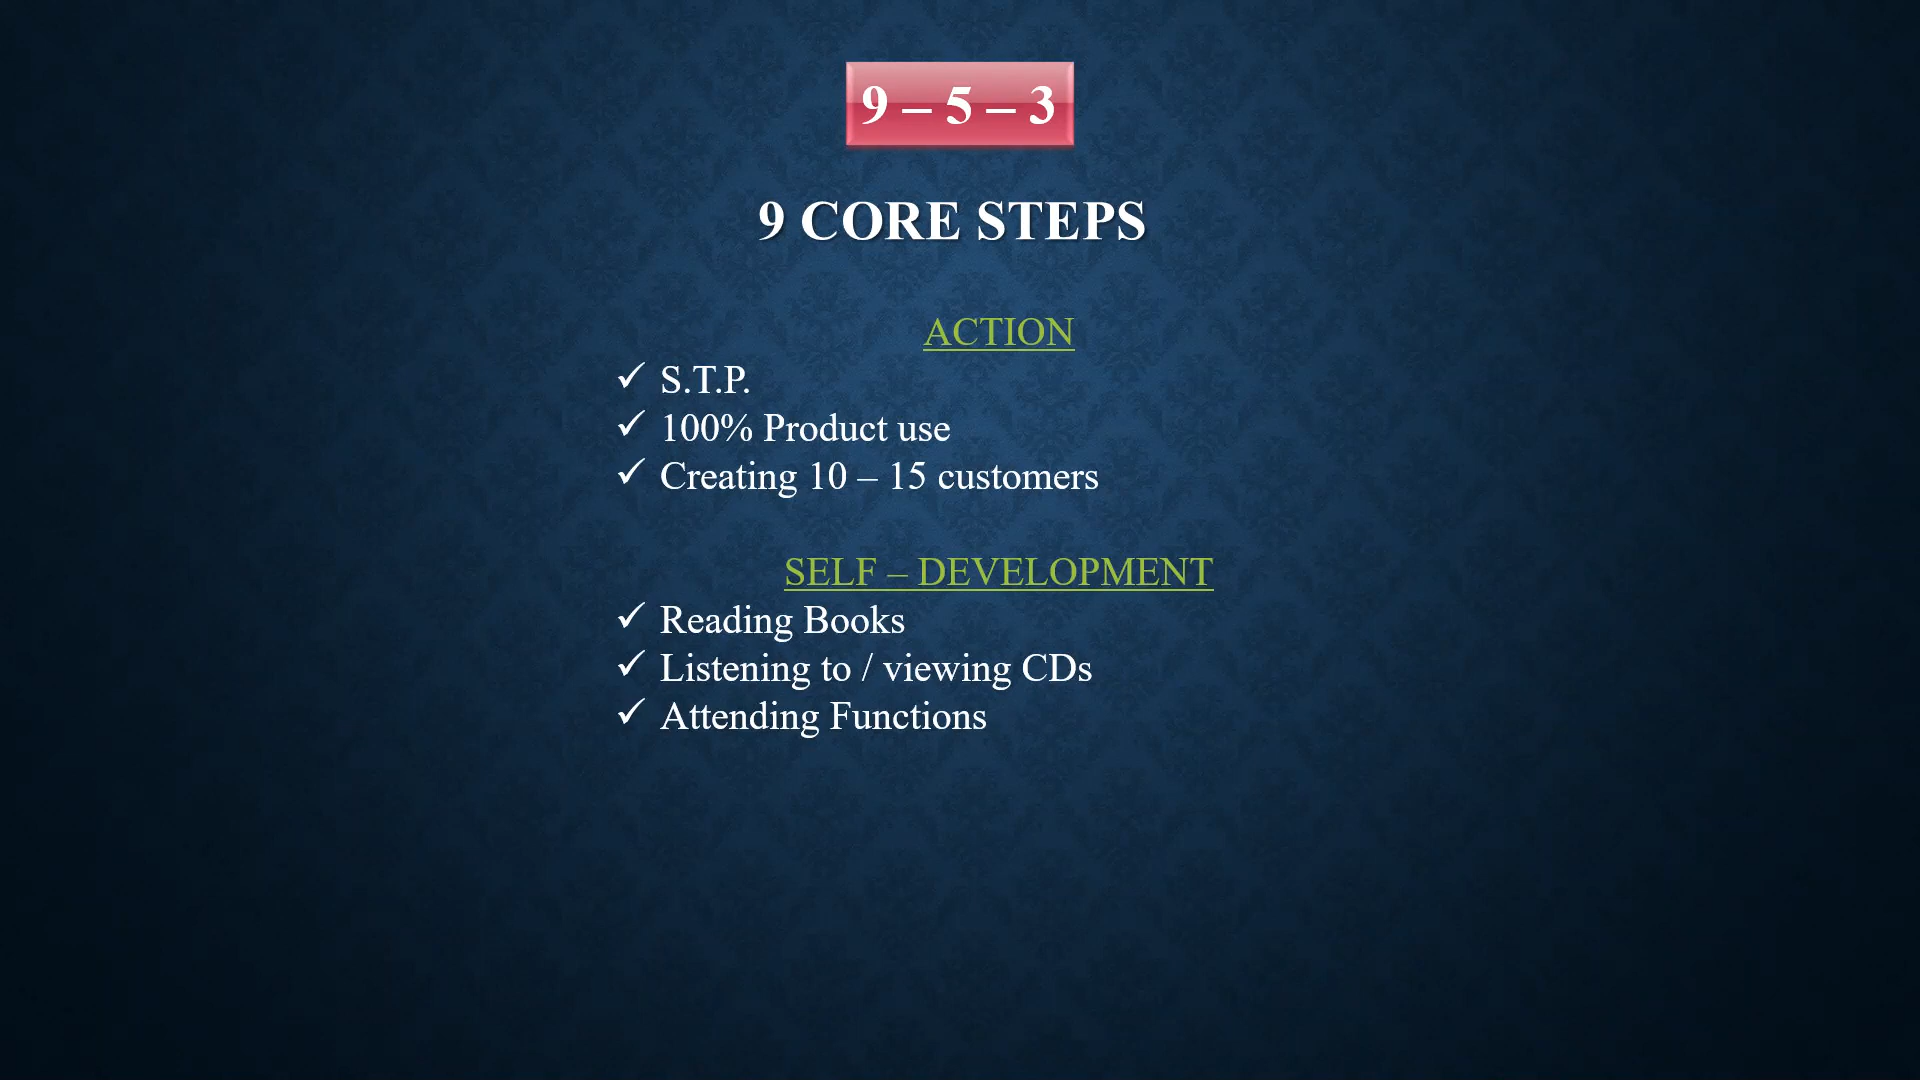 9 – 5 – 3
9 CORE STEPS
ACTION
✓ S.T.P.
✓ 100% Product use
✓ Creating 10 – 15 customers
SELF – DEVELOPMENT
✓ Reading Books
✓ Listening to / viewing CDs
✓ Attending Functions